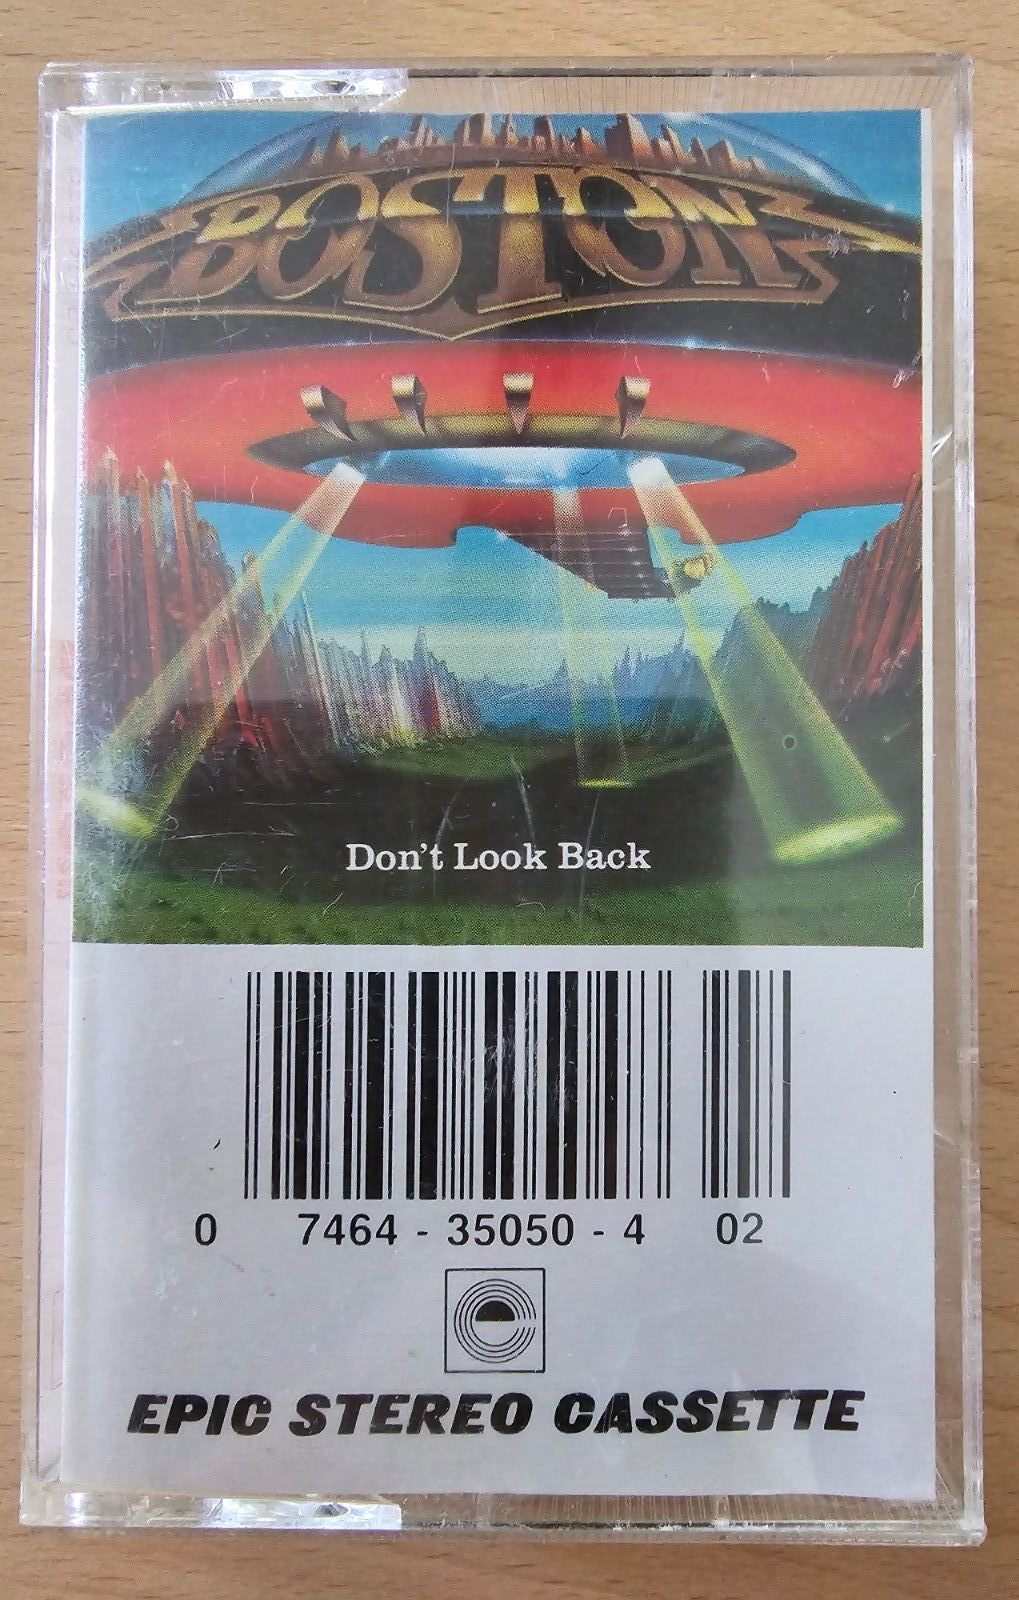 BOSTON
Don't Look Back
0 7464 - 35050 - 4 02
EPIC STEREO CASSETTE